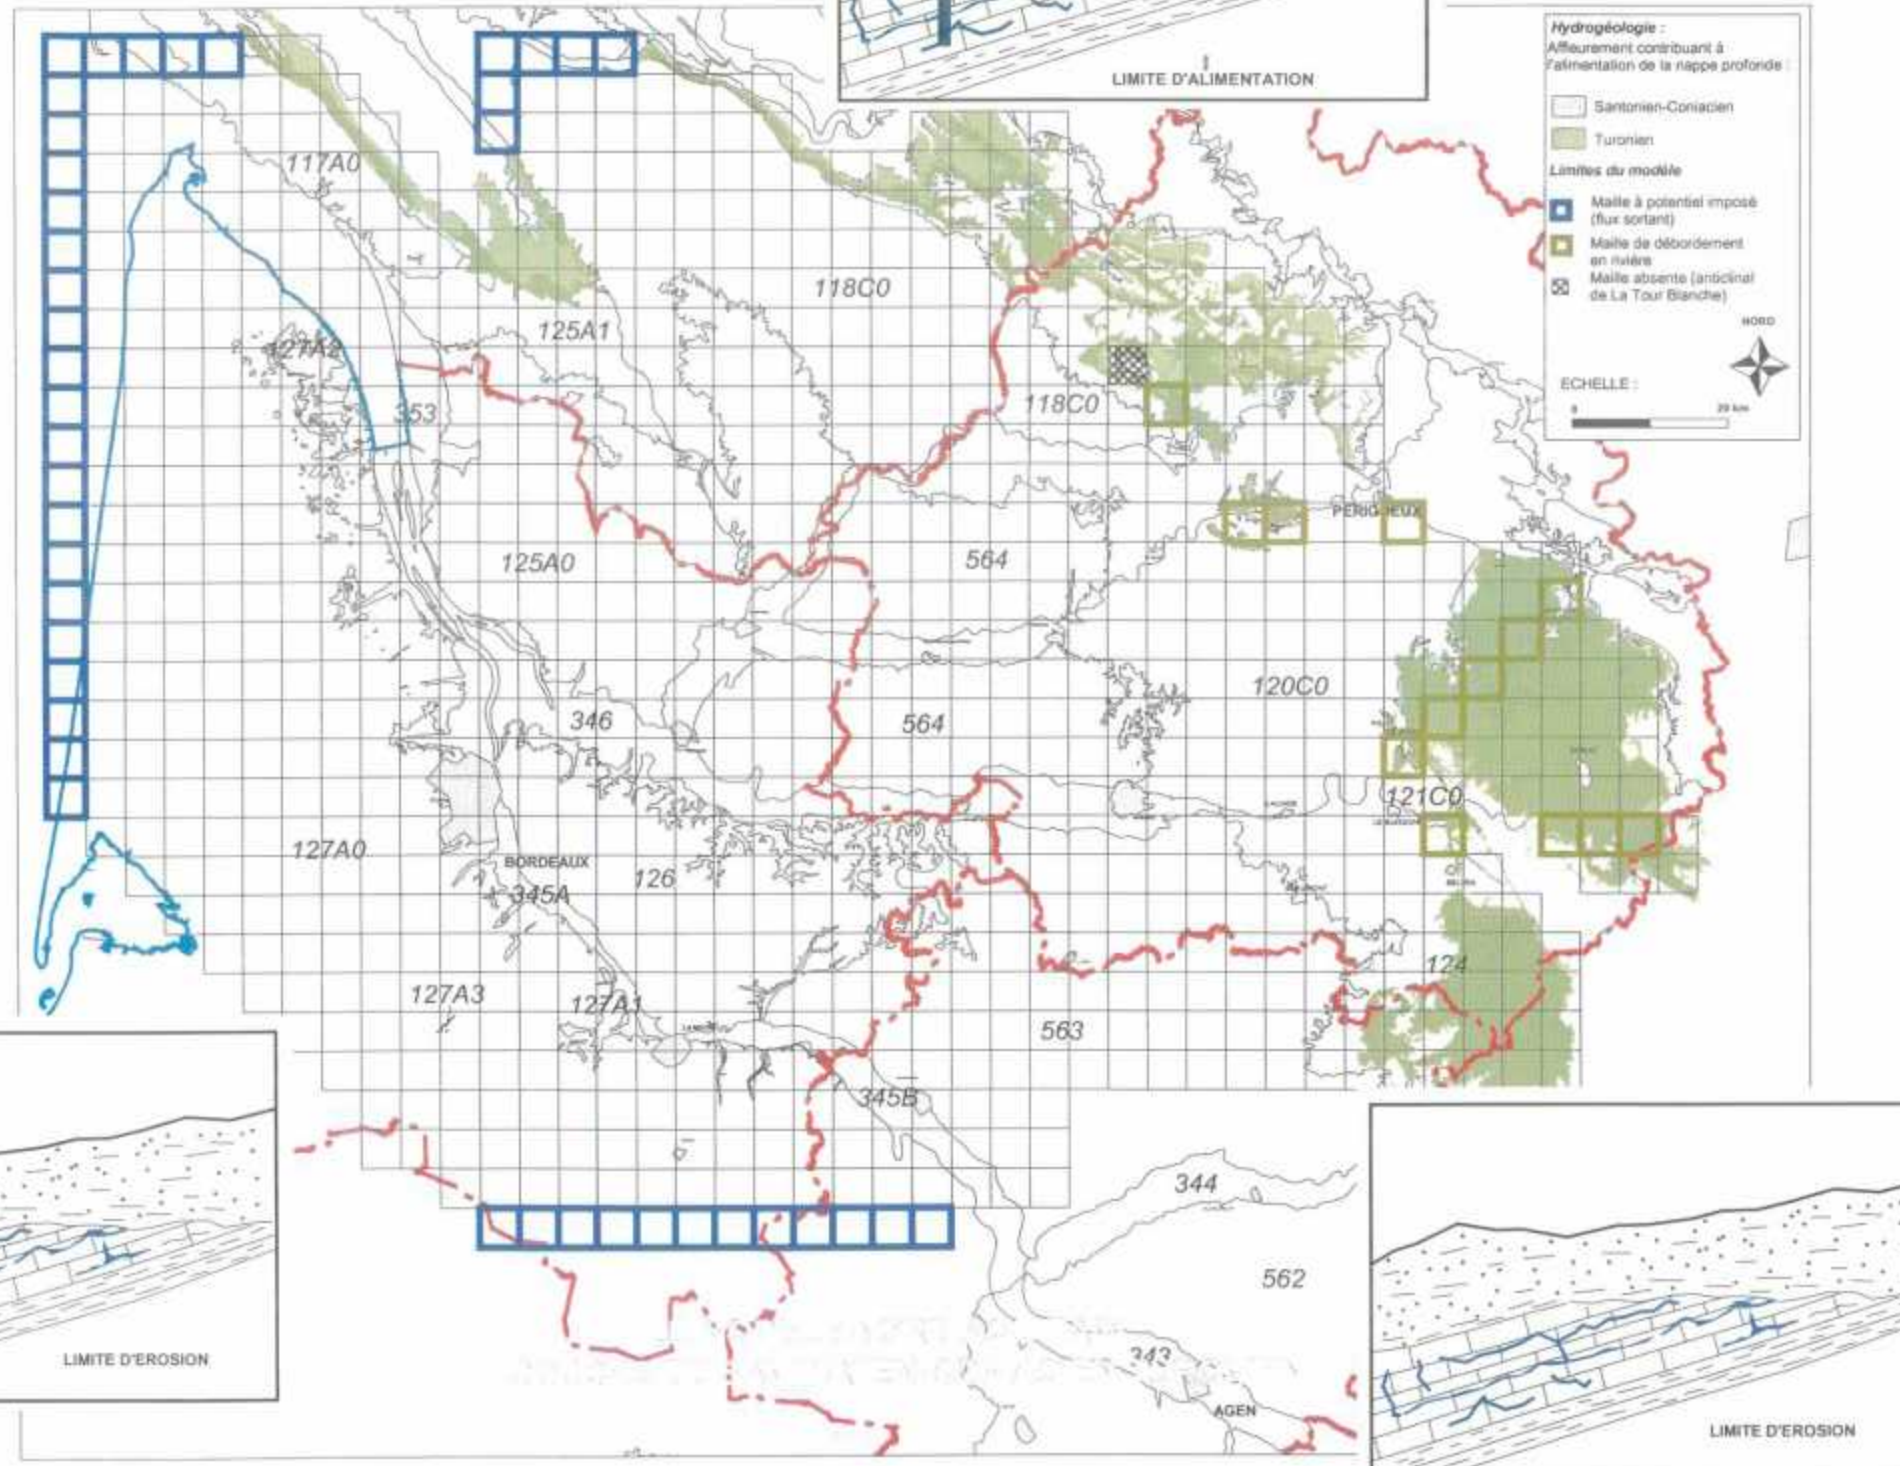 LIMITE D'ALIMENTATION
Hydrogéologie :
Affleurement contribuant à
l'alimentation de la nappe profonde :
Santonien-Coniacien
Turonien
Limites du modèle
Maille à potentiel imposé
(flux sortant)
Maille de débordement
en rivière
Maille absente (anticlinal
de La Tour Blanche)
NORD
ECHELLE :
0 20 km
117A0
118C0
125A1
127A2
353
118C0
PERIGUEUX
125A0
564
120C0
346
564
121C0
127A0
BORDEAUX
345A
126
124
127A3
127A1
563
345B
344
562
343
AGEN
LIMITE D'EROSION
LIMITE D'EROSION